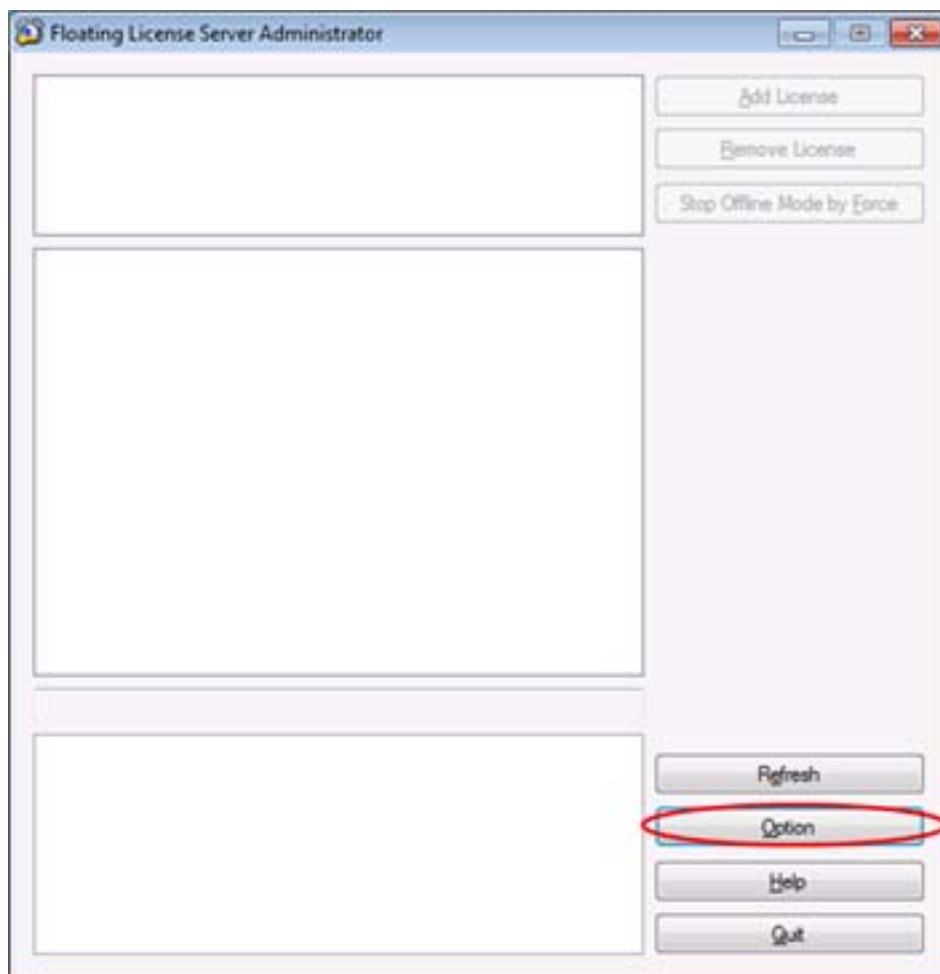 Floating License Server Administrator
Add License
Remove License
Stop Offline Mode by Force
Refresh
Option
Help
Quit